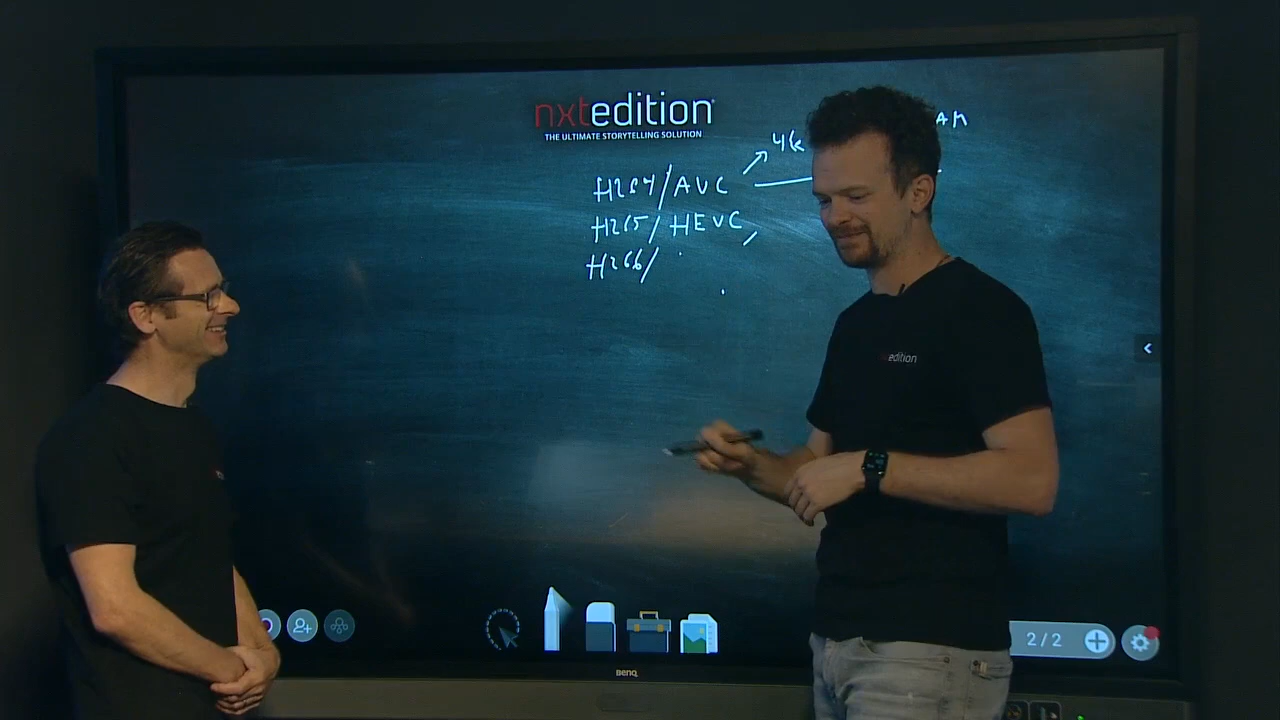 nxtedition
THE ULTIMATE STORYTELLING SOLUTION
4k
H264/AVC
H265/HEVC
H266/
edition
2/2
BenQ